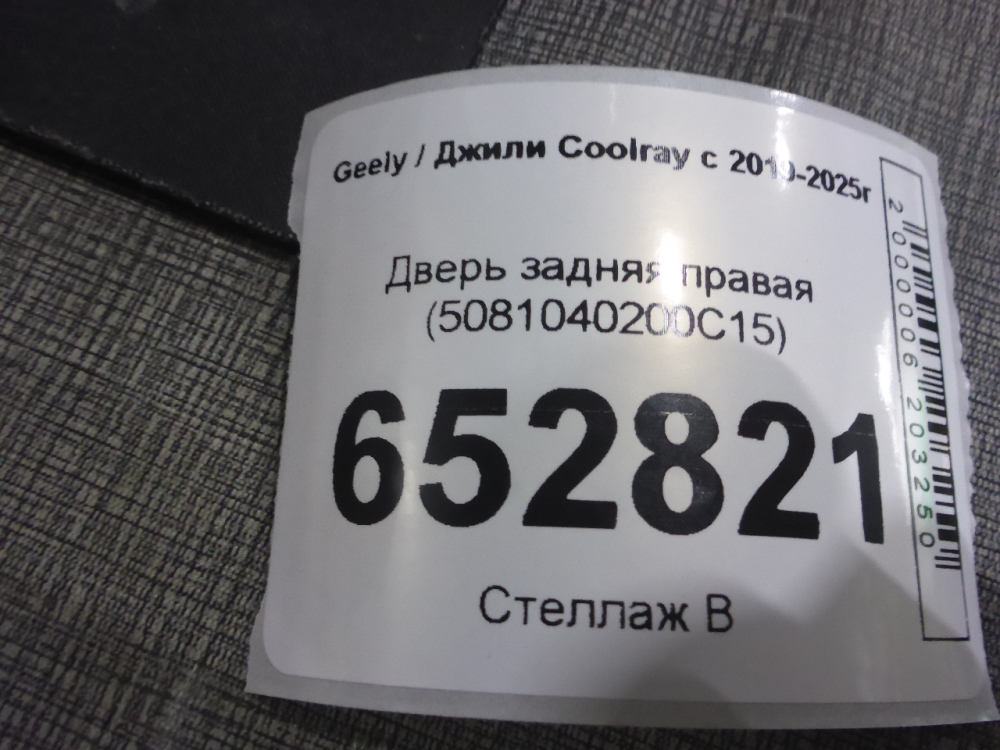 Geely / Джили Coolray с 2019-2025г
Дверь задняя правая
(5081040200C15)
652821
Стеллаж В
2000006203250